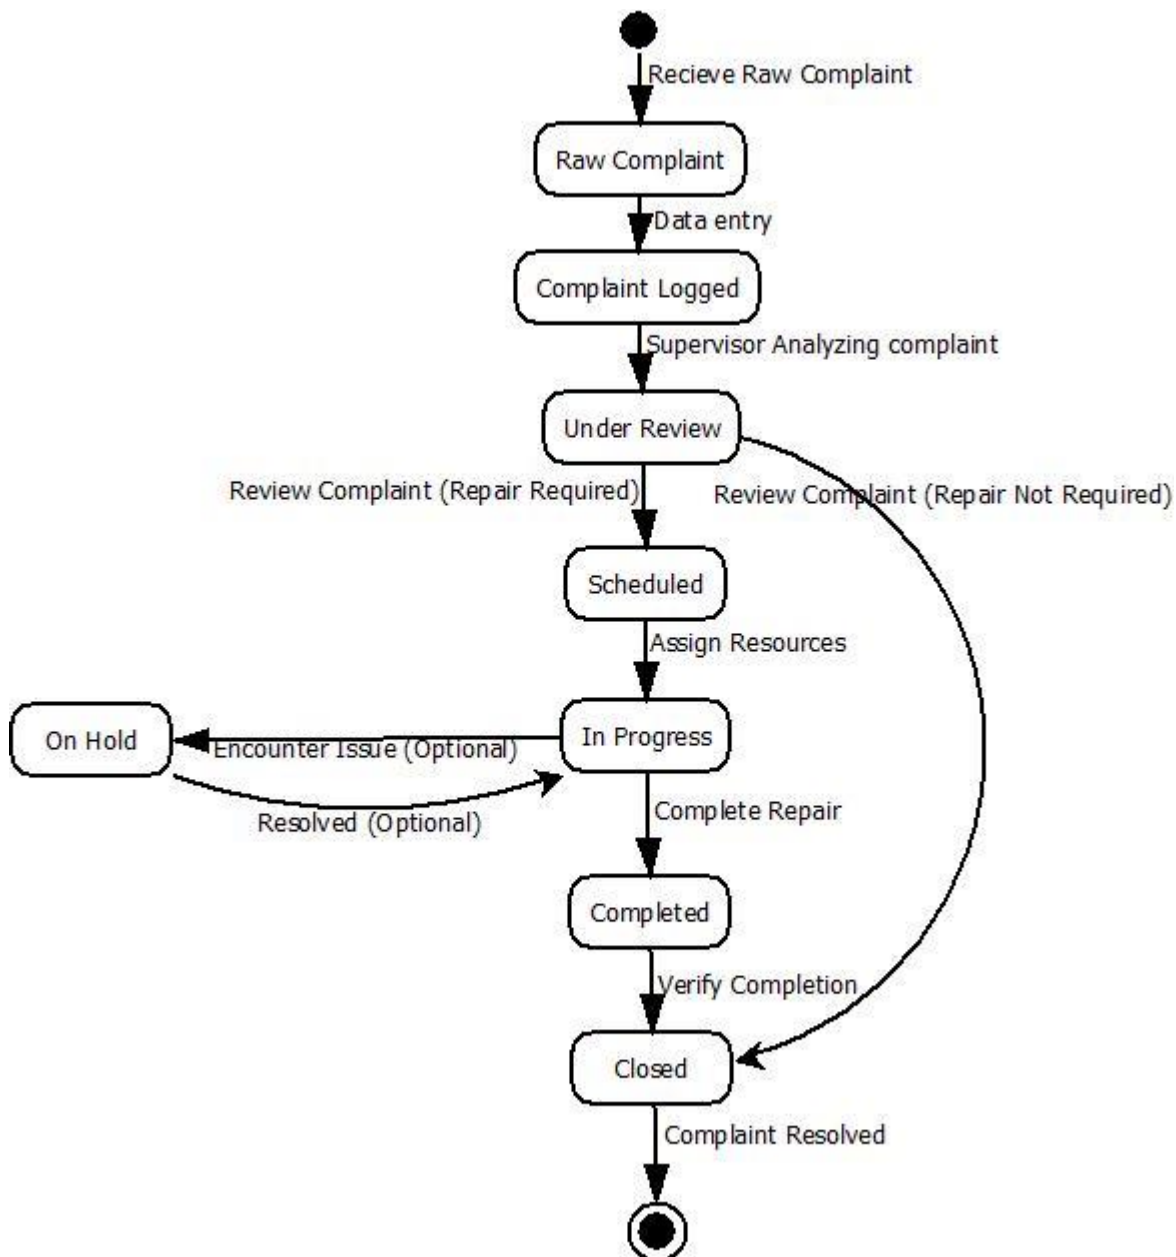 Recieve Raw Complaint
Raw Complaint
Data entry
Complaint Logged
Supervisor Analyzing complaint
Under Review
Review Complaint (Repair Required)
Review Complaint (Repair Not Required)
Scheduled
Assign Resources
On Hold
In Progress
Encounter Issue (Optional)
Resolved (Optional)
Complete Repair
Completed
Verify Completion
Closed
Complaint Resolved